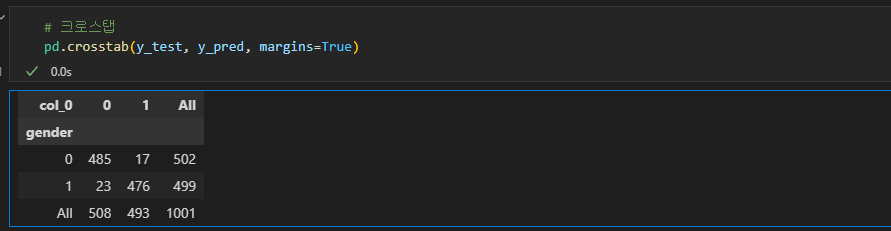 # 크로스탭
pd.crosstab(y_test, y_pred, margins=True)
0.0s
col_0 0 1 All
gender
0 485 17 502
1 23 476 499
All 508 493 1001